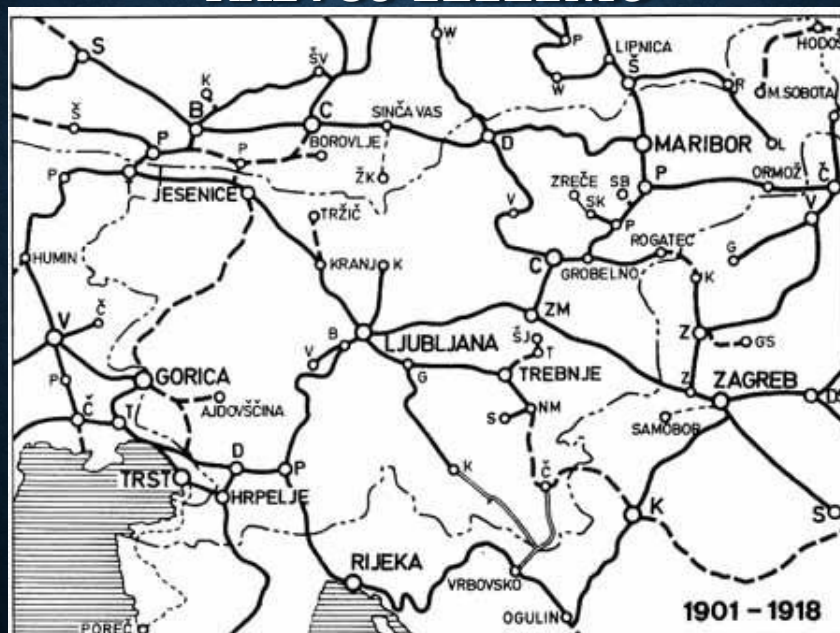 HODOŠ
W
P
LIPNICA
S
ŠV
W
Š
R
M. SOBOTA
K
B
C
SINČA VAS
Š
P
P
BOROVLJE
D
MARIBOR
L
P
JESENICE
ŽK
ZREČE
SB
P
ORMOŽ
Č
SK
V
V
TRŽIČ
P
ROGATEC
HUMIN
KRANJ
K
C
GROBELNO
G
K
Č
ZM
V
B
LJUBLJANA
ŠJ
Z
GS
V
T
P
GORICA
G
TREBNJE
Z
ZAGREB
D
AJDOVŠČINA
NM
Č
T
S
SAMOBOR
D
P
K
TRST
Č
HRPELJE
K
S
RIJEKA
VRBOVSKO
OGULIN
1901 – 1918
POREČ